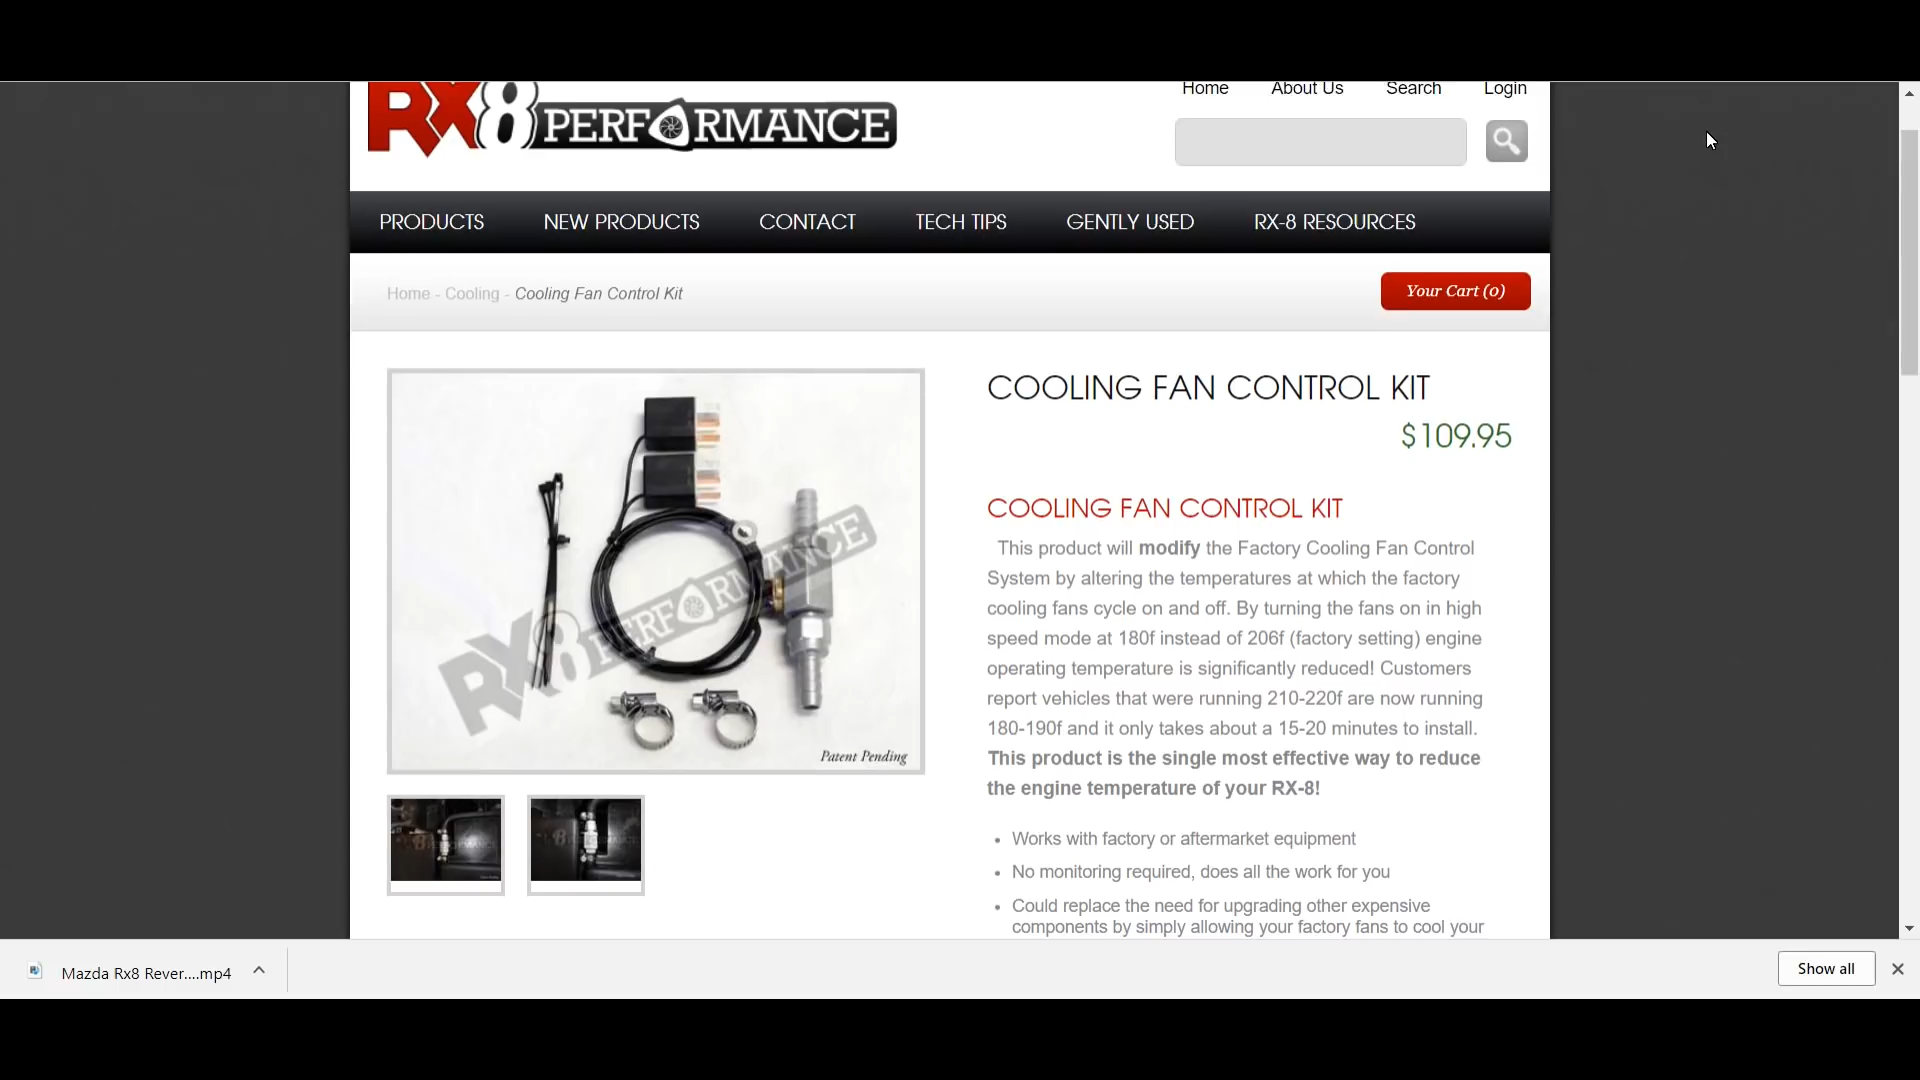 RX8 PERFORMANCE
Home About Us Search Login
PRODUCTS NEW PRODUCTS CONTACT TECH TIPS GENTLY USED RX-8 RESOURCES
Home - Cooling - Cooling Fan Control Kit
Your Cart (0)
RX8 PERFORMANCE
Patent Pending
COOLING FAN CONTROL KIT
$109.95
COOLING FAN CONTROL KIT
This product will modify the Factory Cooling Fan Control
System by altering the temperatures at which the factory
cooling fans cycle on and off. By turning the fans on in high
speed mode at 180f instead of 206f (factory setting) engine
operating temperature is significantly reduced! Customers
report vehicles that were running 210-220f are now running
180-190f and it only takes about a 15-20 minutes to install.
This product is the single most effective way to reduce
the engine temperature of your RX-8!
• Works with factory or aftermarket equipment
• No monitoring required, does all the work for you
• Could replace the need for upgrading other expensive
components by simply allowing your factory fans to cool your
Mazda Rx8 Rever....mp4
Show all